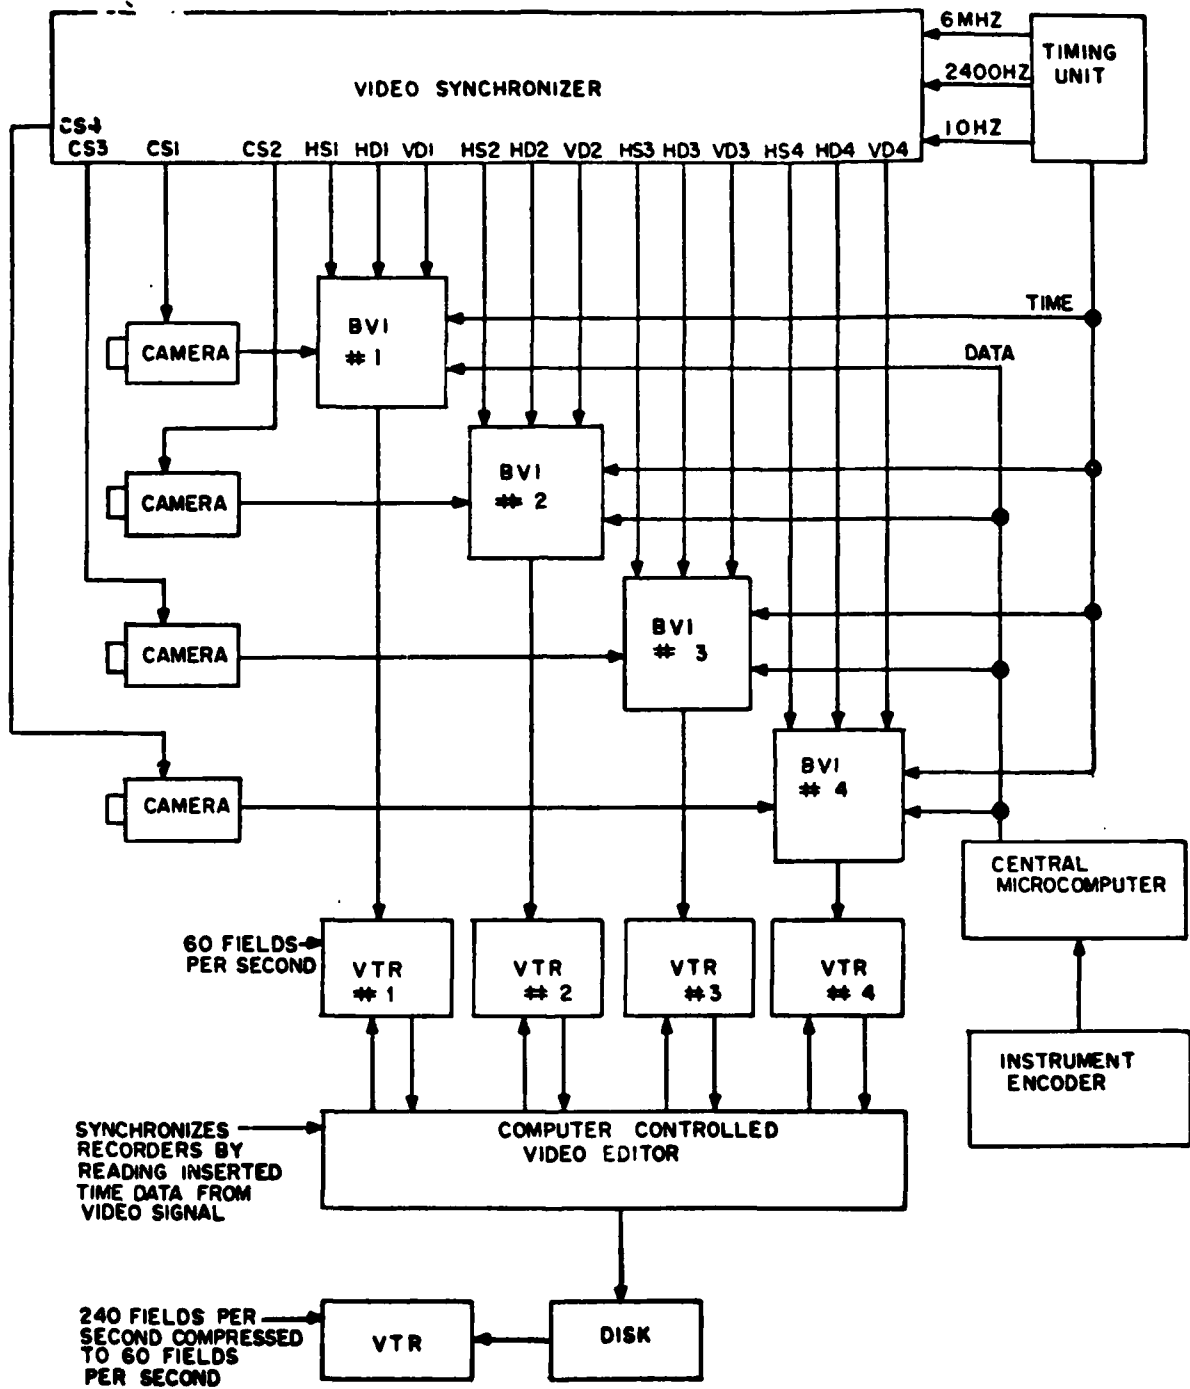 6MHZ
TIMING
UNIT
2400HZ
VIDEO SYNCHRONIZER
10HZ
CS4
CS3 CS1 CS2 HS1 HD1 VD1 HS2 HD2 VD2 HS3 HD3 VD3 HS4 HD4 VD4
TIME
BVI
# 1
CAMERA
DATA
BVI
# 2
CAMERA
BVI
# 3
CAMERA
BVI
# 4
CAMERA
CENTRAL
MICROCOMPUTER
60 FIELDS
PER SECOND
VTR
# 1
VTR
# 2
VTR
#3
VTR
# 4
INSTRUMENT
ENCODER
SYNCHRONIZES
RECORDERS BY
READING INSERTED
TIME DATA FROM
VIDEO SIGNAL
COMPUTER CONTROLLED
VIDEO EDITOR
240 FIELDS PER
SECOND COMPRESSED
TO 60 FIELDS
PER SECOND
VTR
DISK